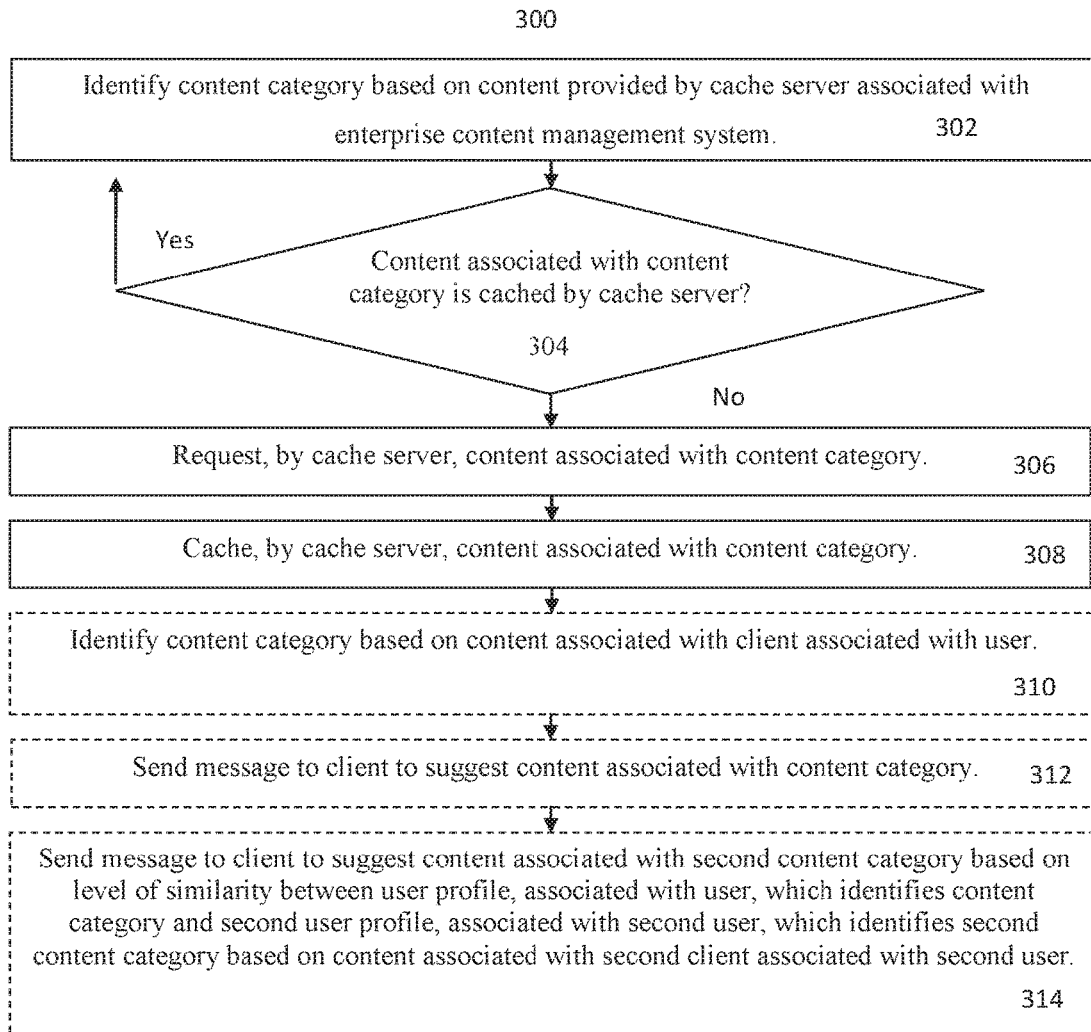 300
Identify content category based on content provided by cache server associated with
enterprise content management system.
302
Yes
Content associated with content
category is cached by cache server?
304
No
Request, by cache server, content associated with content category.
306
Cache, by cache server, content associated with content category.
308
Identify content category based on content associated with client associated with user.
310
Send message to client to suggest content associated with content category.
312
Send message to client to suggest content associated with second content category based on
level of similarity between user profile, associated with user, which identifies content
category and second user profile, associated with second user, which identifies second
content category based on content associated with second client associated with second user.
314